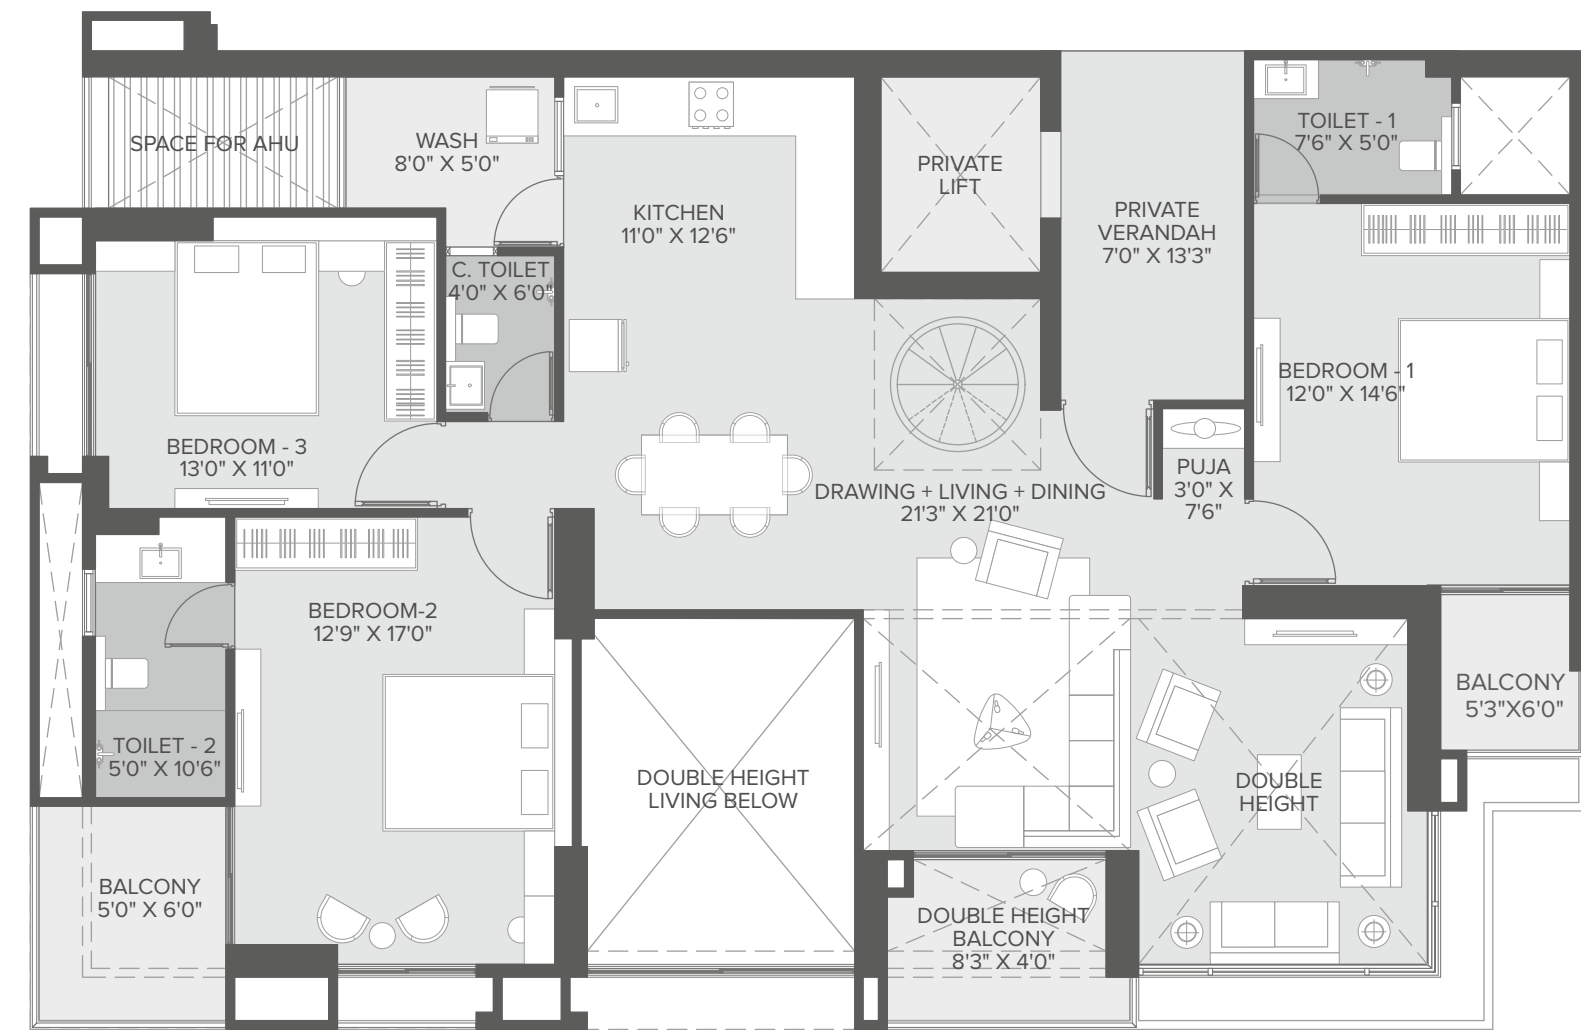 SPACE FOR AHU
WASH
8'0" X 5'0"
KITCHEN
11'0" X 12'6"
PRIVATE
LIFT
PRIVATE
VERANDAH
7'0" X 13'3"
TOILET - 1
7'6" X 5'0"
C. TOILET
4'0" X 6'0"
BEDROOM - 1
12'0" X 14'6"
BEDROOM - 3
13'0" X 11'0"
DRAWING + LIVING + DINING
21'3" X 21'0"
PUJA
3'0" X
7'6"
BEDROOM-2
12'9" X 17'0"
TOILET - 2
5'0" X 10'6"
DOUBLE HEIGHT
LIVING BELOW
DOUBLE
HEIGHT
BALCONY
5'3"X6'0"
BALCONY
5'0" X 6'0"
DOUBLE HEIGHT
BALCONY
8'3" X 4'0"